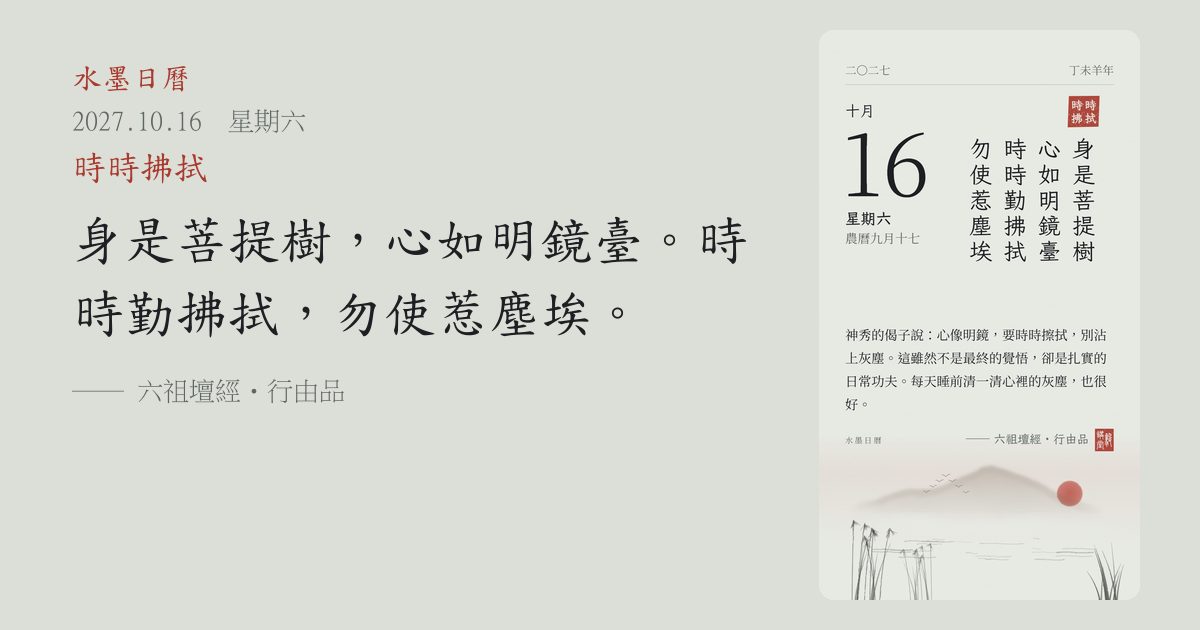 水墨日曆
2027.10.16 星期六
時時拂拭
身是菩提樹，心如明鏡臺。時
時勤拂拭，勿使惹塵埃。
—— 六祖壇經・行由品
二〇二七
丁未羊年
十月
16
星期六
農曆九月十七
時時拂拭
身是菩提樹
心如明鏡臺
時時勤拂拭
勿使惹塵埃
神秀的偈子說：心像明鏡，要時時擦拭，別沾
上灰塵。這雖然不是最終的覺悟，卻是扎實的
日常功夫。每天睡前清一清心裡的灰塵，也很
好。
水墨日曆
—— 六祖壇經・行由品